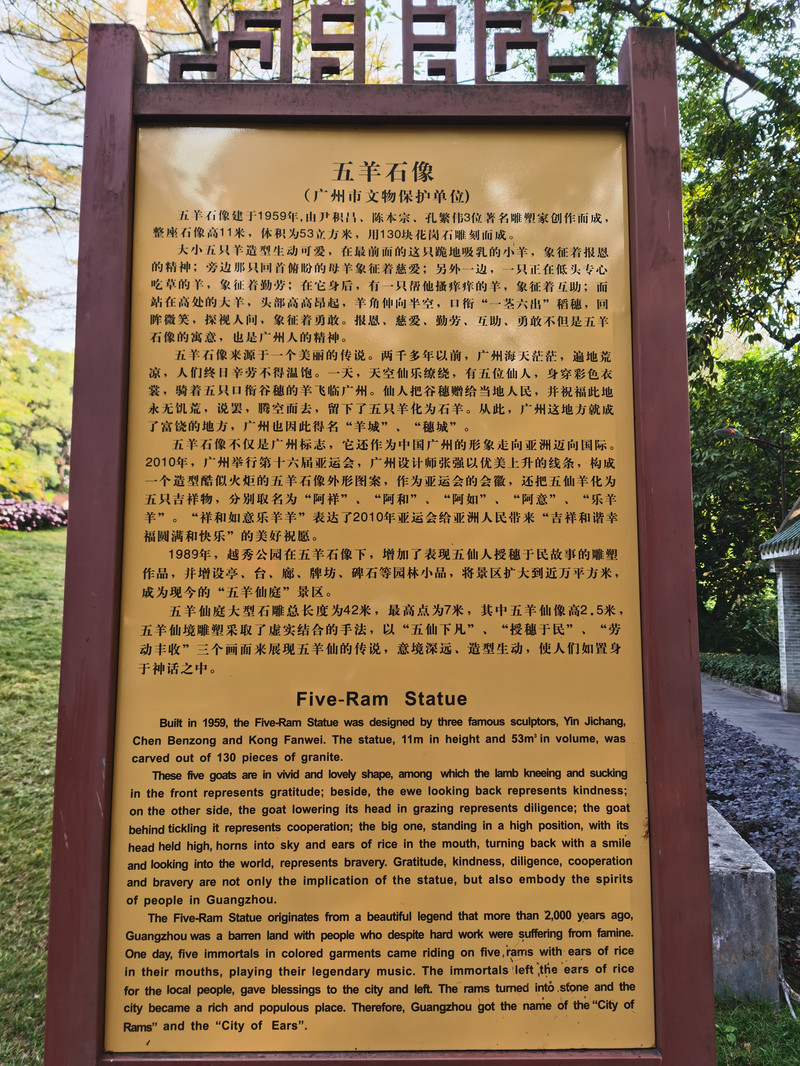 五羊石像
（广州市文物保护单位）
五羊石像建于1959年，由尹积昌、陈本宗、孔繁伟3位著名雕塑家创作而成，
整座石像高11米，体积为53立方米，用130块花岗石雕刻而成。
大小五只羊造型生动可爱，在最前面的这只跪地吸乳的小羊，象征着报恩
的精神；旁边那只回首俯盼的母羊象征着慈爱；另外一边，一只正在低头专心
吃草的羊，象征着勤劳；在它身后，有一只帮他搔痒痒的羊，象征着互助；而
站在高处的大羊，头部高高昂起，羊角伸向半空，口衔“一茎六出”稻穗，回
眸微笑，探视人间，象征着勇敢。报恩、慈爱、勤劳、互助、勇敢不但是五羊
石像的寓意，也是广州人的精神。
五羊石像来源于一个美丽的传说。两千多年以前，广州海天茫茫，遍地荒
凉，人们终日辛劳不得温饱。一天，天空仙乐缭绕，有五位仙人，身穿彩色衣
裳，骑着五只口衔谷穗的羊飞临广州。仙人把谷穗赠给当地人民，并祝福此地
永无饥荒，说罢，腾空而去，留下了五只羊化为石羊。从此，广州这地方就成
了富饶的地方，广州也因此得名“羊城”、“穗城”。
五羊石像不仅是广州标志，它还作为中国广州的形象走向亚洲迈向国际。
2010年，广州举行第十六届亚运会，广州设计师张强以优美上升的线条，构成
一个造型酷似火炬的五羊石像外形图案，作为亚运会的会徽，还把五仙羊化为
五只吉祥物，分别取名为“阿祥”、“阿和”、“阿如”、“阿意”、“乐羊
羊”。“祥和如意乐羊羊”表达了2010年亚运会给亚洲人民带来“吉祥和谐幸
福圆满和快乐”的美好祝愿。
1989年，越秀公园在五羊石像下，增加了表现五仙人授穗于民故事的雕塑
作品，并增设亭、台、廊、牌坊、碑石等园林小品，将景区扩大到近万平方米，
成为现今的“五羊仙庭”景区。
五羊仙庭大型石雕总长度为42米，最高点为7米，其中五羊仙像高2.5米，
五羊仙境雕塑采取了虚实结合的手法，以“五仙下凡”、“授穗于民”、“劳
动丰收”三个画面来展现五羊仙的传说，意境深远、造型生动，使人们如置身
于神话之中。
Five-Ram Statue
Built in 1959, the Five-Ram Statue was designed by three famous sculptors, Yin Jichang,
Chen Benzong and Kong Fanwei. The statue, 11m in height and 53m³ in volume, was
carved out of 130 pieces of granite.
These five goats are in vivid and lovely shape, among which the lamb kneeing and sucking
in the front represents gratitude; beside, the ewe looking back represents kindness;
on the other side, the goat lowering its head in grazing represents diligence; the goat
behind tickling it represents cooperation; the big one, standing in a high position, with its
head held high, horns into sky and ears of rice in the mouth, turning back with a smile
and looking into the world, represents bravery. Gratitude, kindness, diligence, cooperation
and bravery are not only the implication of the statue, but also embody the spirits
of people in Guangzhou.
The Five-Ram Statue originates from a beautiful legend that more than 2,000 years ago,
Guangzhou was a barren land with people who despite hard work were suffering from famine.
One day, five immortals in colored garments came riding on five rams with ears of rice
in their mouths, playing their legendary music. The immortals left the ears of rice
for the local people, gave blessings to the city and left. The rams turned into stone and the
city became a rich and populous place. Therefore, Guangzhou got the name of the “City of
Rams” and the “City of Ears”.